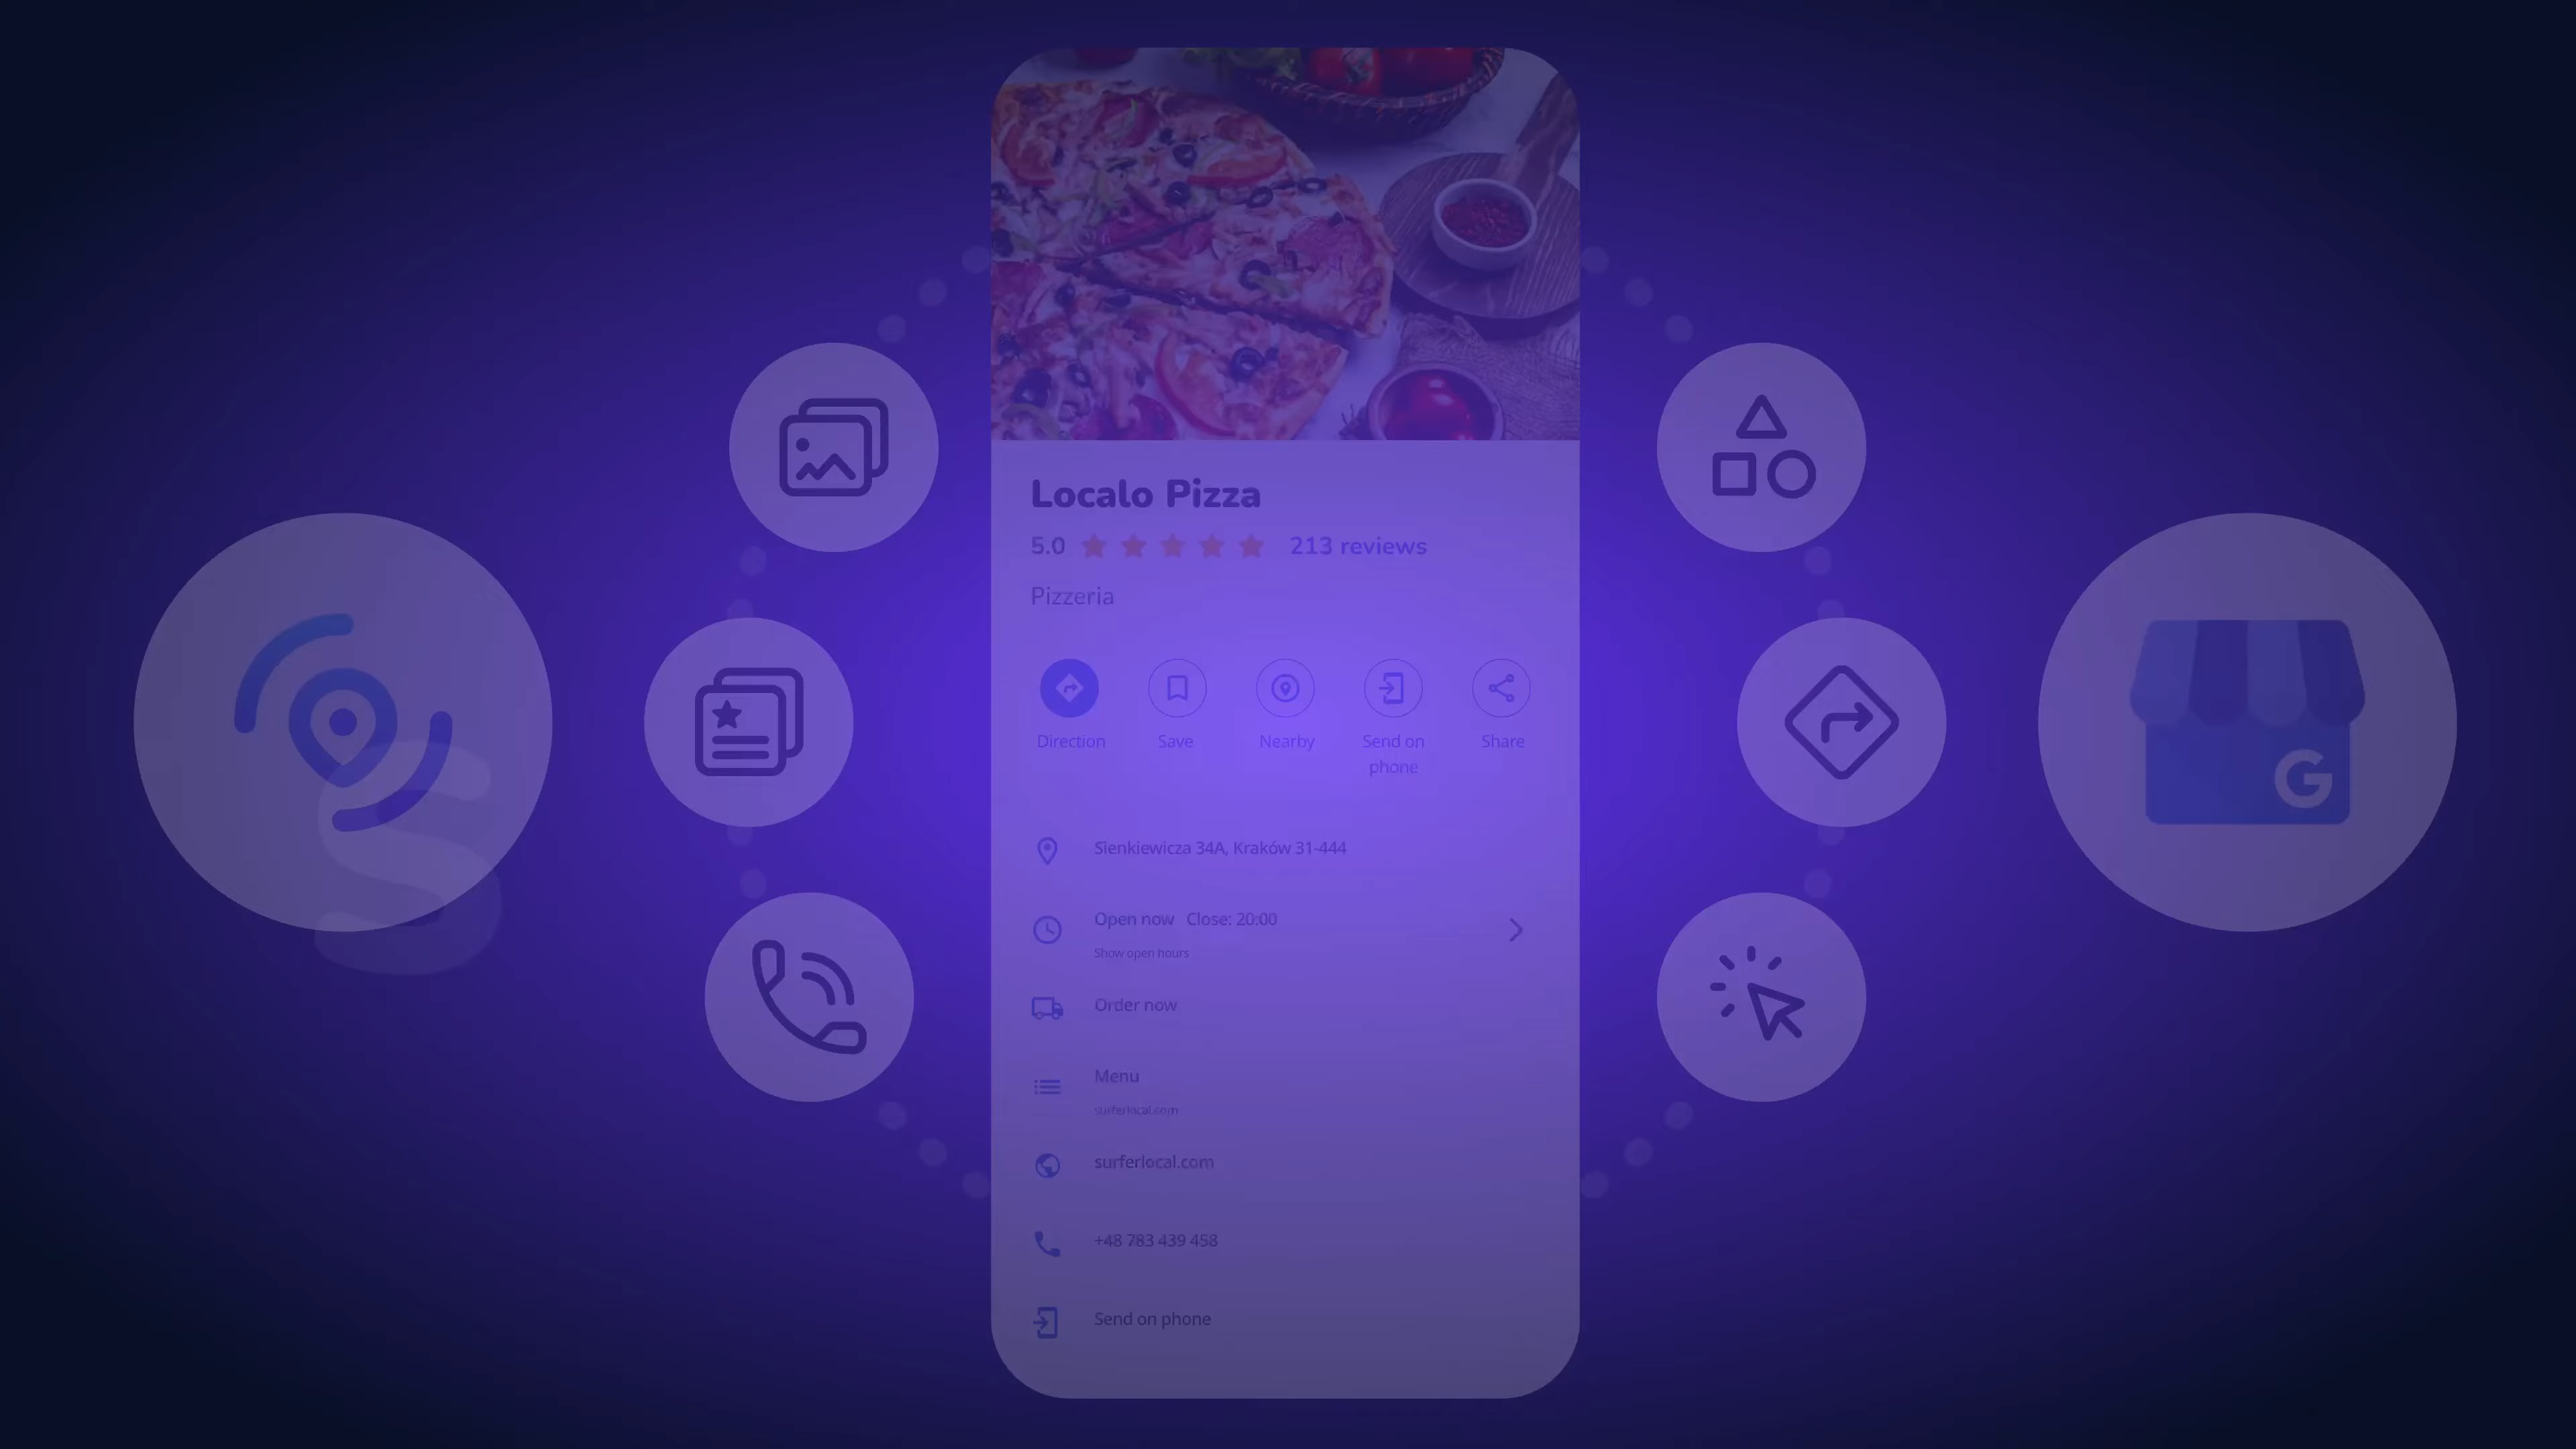 Localo Pizza
5.0 213 reviews
Pizzeria
Direction Save Nearby Send on phone Share
Sienkiewicza 34A, Kraków 31-444
Open now Close: 20:00
Show open hours
Order now
Menu
surferlocal.com
surferlocal.com
+48 783 439 458
Send on phone
G
S